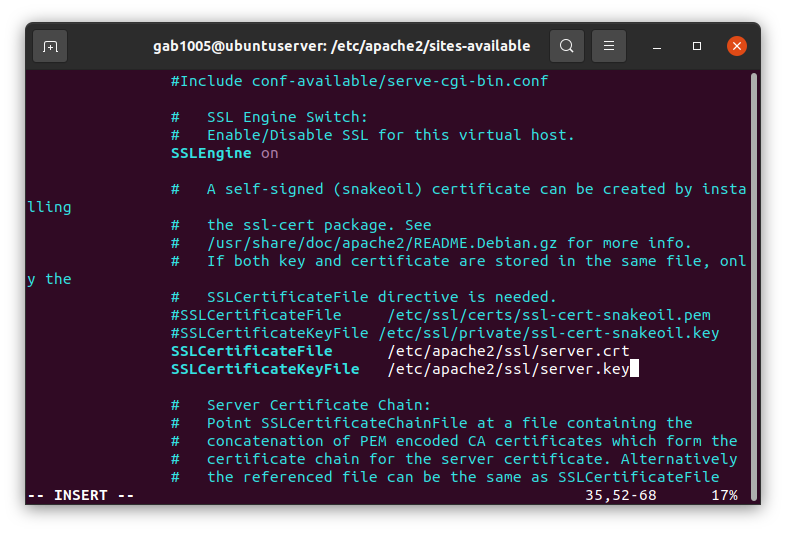 gab1005@ubuntuserver: /etc/apache2/sites-available
#Include conf-available/serve-cgi-bin.conf
#   SSL Engine Switch:
#   Enable/Disable SSL for this virtual host.
SSLEngine on
#   A self-signed (snakeoil) certificate can be created by insta
lling
#   the ssl-cert package. See
#   /usr/share/doc/apache2/README.Debian.gz for more info.
#   If both key and certificate are stored in the same file, onl
y the
#   SSLCertificateFile directive is needed.
#SSLCertificateFile     /etc/ssl/certs/ssl-cert-snakeoil.pem
#SSLCertificateKeyFile /etc/ssl/private/ssl-cert-snakeoil.key
SSLCertificateFile      /etc/apache2/ssl/server.crt
SSLCertificateKeyFile   /etc/apache2/ssl/server.key
#   Server Certificate Chain:
#   Point SSLCertificateChainFile at a file containing the
#   concatenation of PEM encoded CA certificates which form the
#   certificate chain for the server certificate. Alternatively
#   the referenced file can be the same as SSLCertificateFile
-- INSERT --                                                  35,52-68      17%